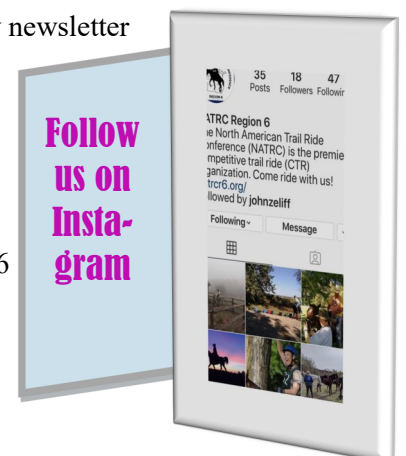 newsletter
Follow
us on
Insta-
gram
6
35 18 47
Posts Followers Followin
ATRC Region 6
e North American Trail Ride
onference (NATRC) is the premie
mpetitive trail ride (CTR)
ganization. Come ride with us!
trcr6.org/
llowed by johnzeliff
Following
Message